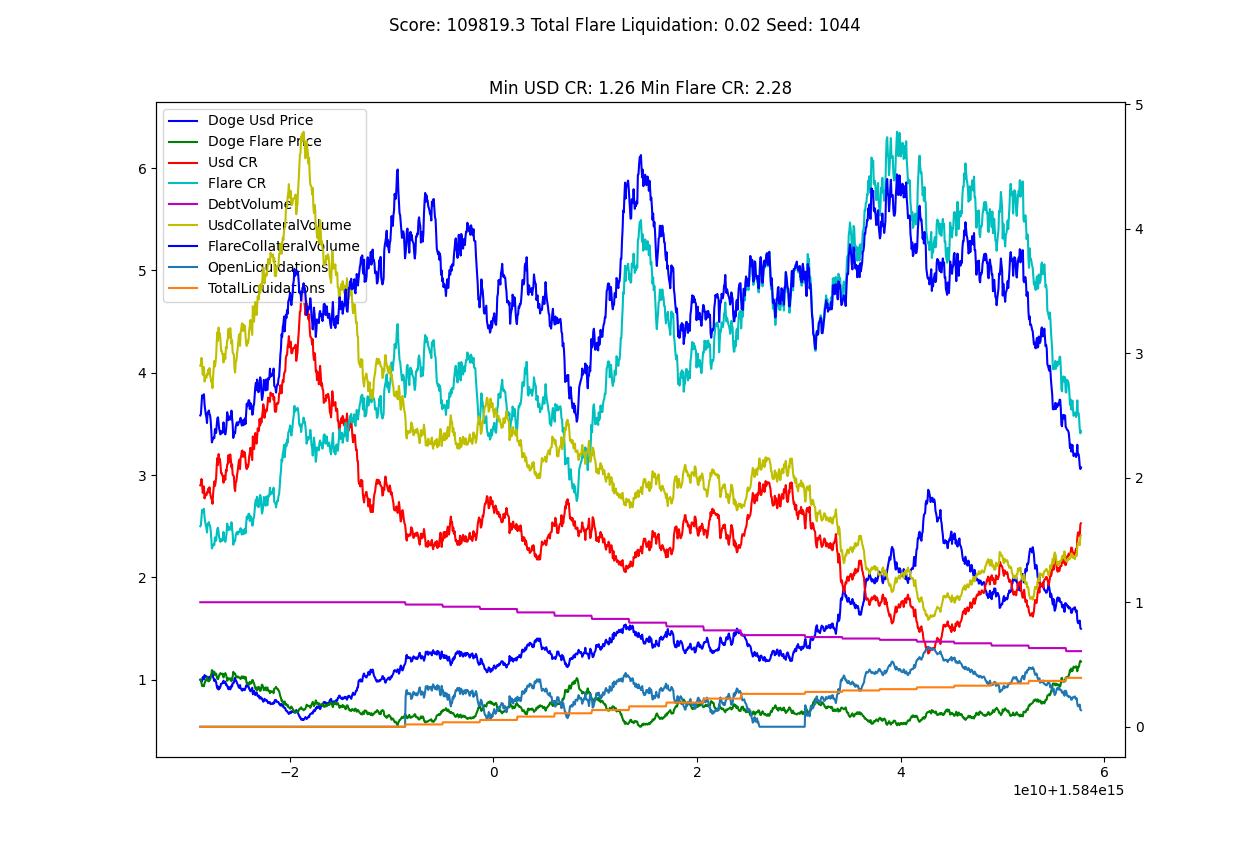 Score: 109819.3 Total Flare Liquidation: 0.02 Seed: 1044
Min USD CR: 1.26 Min Flare CR: 2.28
Doge Usd Price
Doge Flare Price
Usd CR
Flare CR
DebtVolume
UsdCollateralVolume
FlareCollateralVolume
OpenLiquidations
TotalLiquidations
6
5
4
3
2
1
5
4
3
2
1
0
−2
0
2
4
6
1e10+1.584e15